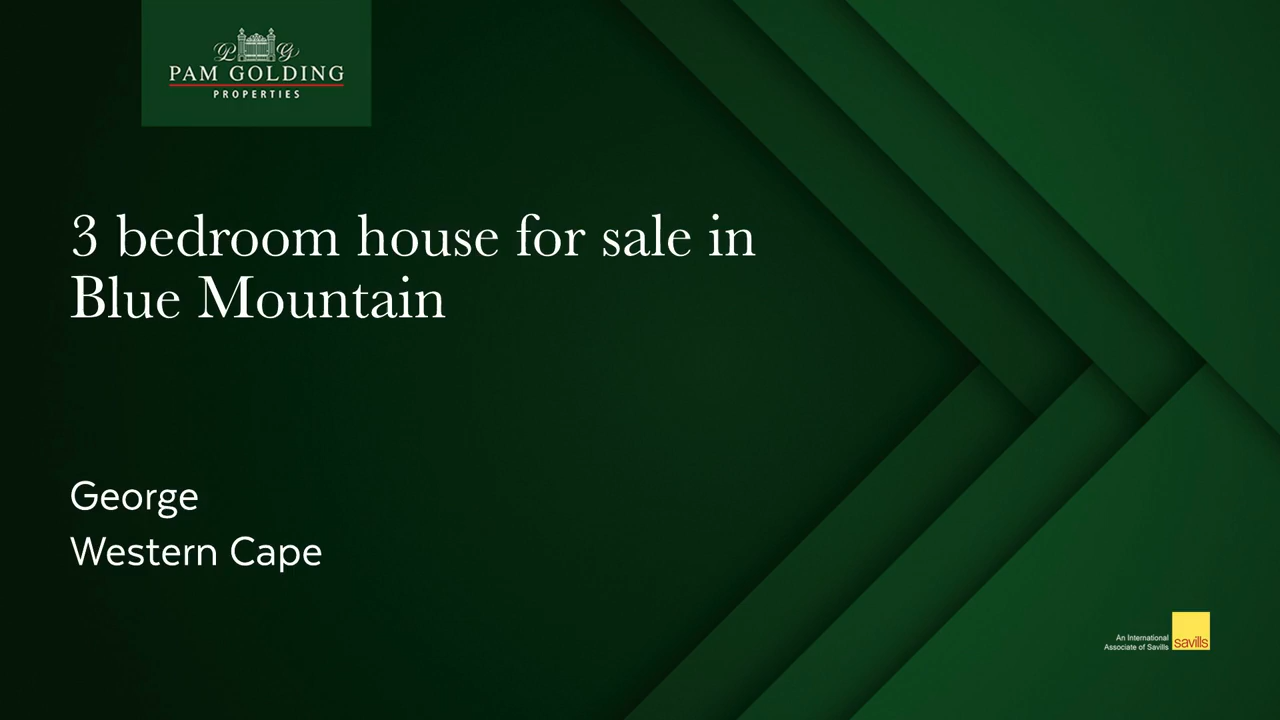 PG
PAM GOLDING
PROPERTIES
3 bedroom house for sale in
Blue Mountain
George
Western Cape
An International
Associate of Savills
savills